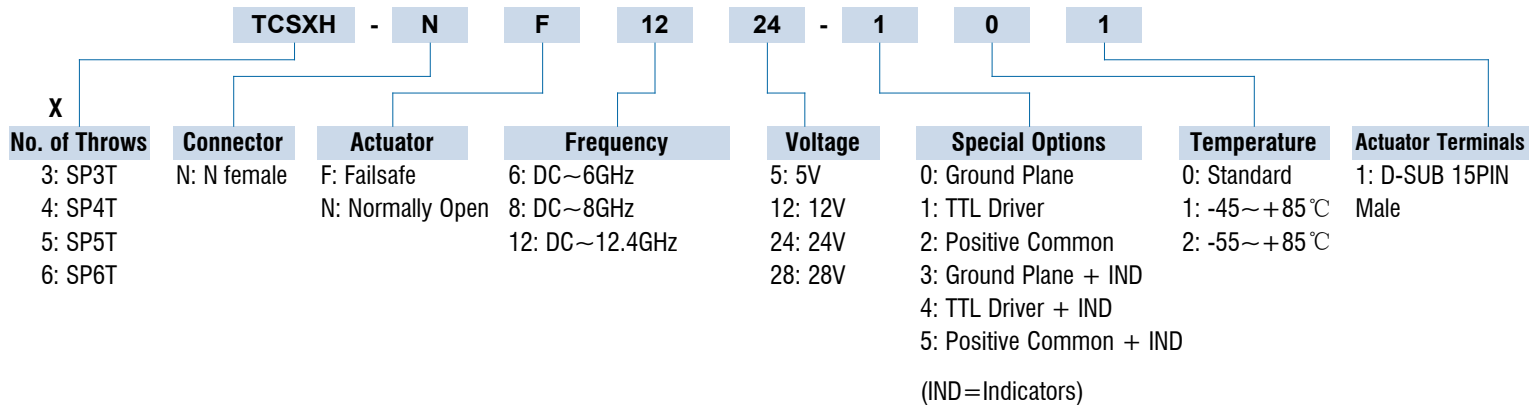 TCSXH - N F 12 24 - 1 0 1
X
No. of Throws
3: SP3T
4: SP4T
5: SP5T
6: SP6T
Connector
N: N female
Actuator
F: Failsafe
N: Normally Open
Frequency
6: DC~6GHz
8: DC~8GHz
12: DC~12.4GHz
Voltage
5: 5V
12: 12V
24: 24V
28: 28V
Special Options
0: Ground Plane
1: TTL Driver
2: Positive Common
3: Ground Plane + IND
4: TTL Driver + IND
5: Positive Common + IND
(IND=Indicators)
Temperature
0: Standard
1: -45~+85℃
2: -55~+85℃
Actuator Terminals
1: D-SUB 15PIN
Male